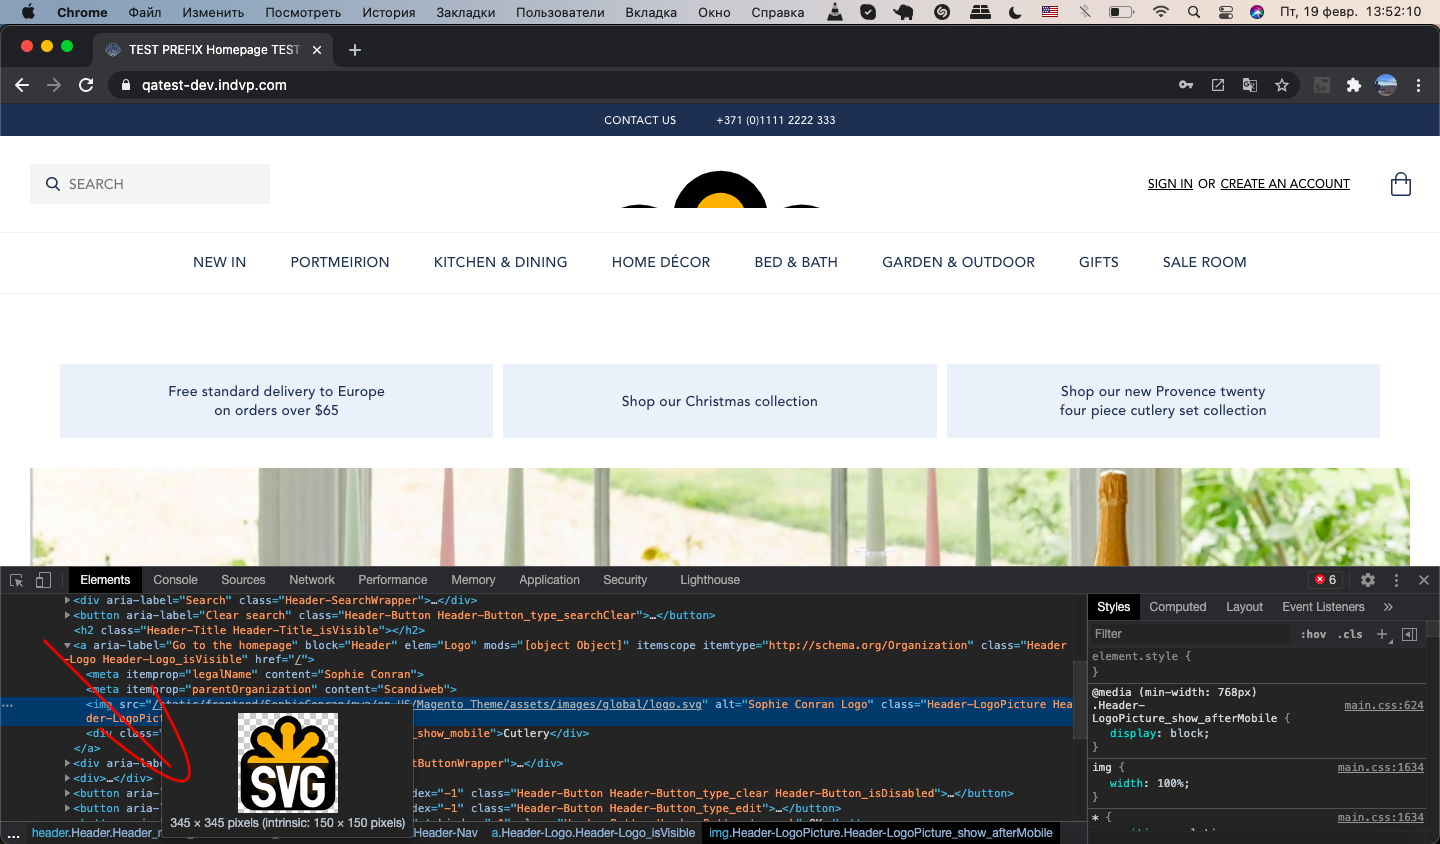 Chrome Файл Изменить Посмотреть История Закладки Пользователи Вкладка Окно Справка Пт, 19 февр. 13:52:10
TEST PREFIX Homepage TEST
qatest-dev.indvp.com
CONTACT US +371 (0)1111 2222 333
SEARCH
SIGN IN OR CREATE AN ACCOUNT
NEW IN PORTMEIRION KITCHEN & DINING HOME DÉCOR BED & BATH GARDEN & OUTDOOR GIFTS SALE ROOM
Free standard delivery to Europe
on orders over $65
Shop our Christmas collection
Shop our new Provence twenty
four piece cutlery set collection
Elements Console Sources Network Performance Memory Application Security Lighthouse 6
<div aria-label="Search" class="Header-SearchWrapper">…</div>
<button aria-label="Clear search" class="Header-Button Header-Button_type_searchClear">…</button>
<h2 class="Header-Title Header-Title_isVisible"></h2>
<a aria-label="Go to the homepage" block="Header" elem="Logo" mods="[object Object]" itemscope itemtype="http://schema.org/Organization" class="Header
-Logo Header-Logo_isVisible" href="/">
<meta itemprop="legalName" content="Sophie Conran">
<meta itemprop="parentOrganization" content="Scandiweb">
<img src="/static/frontend/SophieConran/pwa/en_US/Magento_Theme/assets/images/global/logo.svg" alt="Sophie Conran Logo" class="Header-LogoPicture Hea
der-LogoPict
<div class=" _show_mobile">Cutlery</div>
</a>
<div aria-label tButtonWrapper">…</div>
<div>…</div>
<button aria-l dex="-1" class="Header-Button Header-Button_type_clear Header-Button_isDisabled">…</button>
<button aria-l dex="-1" class="Header-Button Header-Button_type_edit">…</button>
SVG
345 × 345 pixels (intrinsic: 150 × 150 pixels)
... header.Header.Header_n Header-Nav a.Header-Logo.Header-Logo_isVisible img.Header-LogoPicture.Header-LogoPicture_show_afterMobile
Styles Computed Layout Event Listeners »
Filter :hov .cls +
element.style {
}
@media (min-width: 768px)
.Header- main.css:624
LogoPicture_show_afterMobile {
display: block;
}
img { main.css:1634
width: 100%;
}
* { main.css:1634